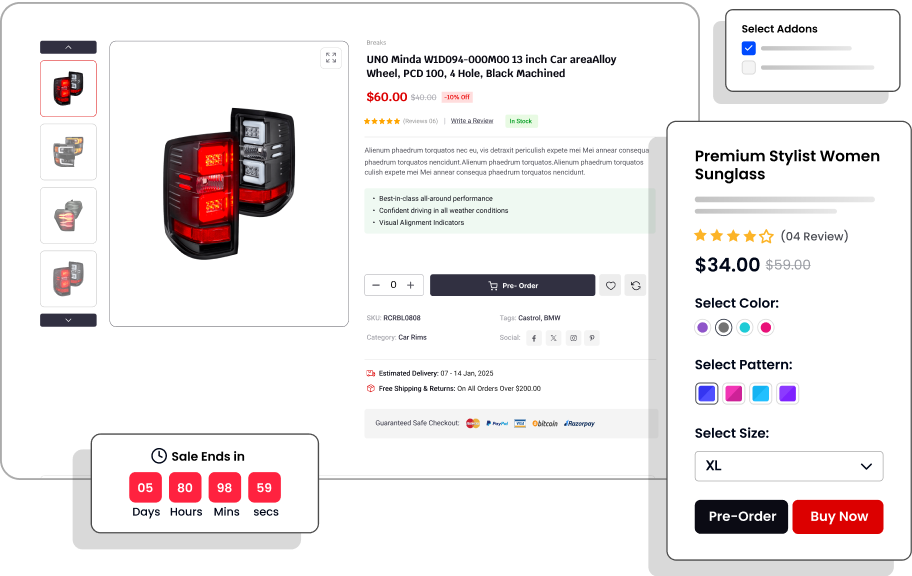 Breaks
UNO Minda W1D094-000M00 13 inch Car areaAlloy
Wheel, PCD 100, 4 Hole, Black Machined
$60.00 $40.00 -10% Off
(Reviews 06) | Write a Review In Stock
Alienum phaedrum torquatos nec eu, vis detraxit periculish expete mei Mei annear consequa
phaedrum torquatos nencidunt.Alienum phaedrum torquatos.Alienum phaedrum torquatos
culish expete mei Mei annear consequa phaedrum torquatos nencidunt.
• Best-in-class all-around performance
• Confident driving in all weather conditions
• Visual Alignment Indicators
− 0 + Pre- Order
SKU: RCRBL0808 Tags: Castrol, BMW
Category: Car Rims Social:
Estimated Delivery: 07 - 14 Jan, 2025
Free Shipping & Returns: On All Orders Over $200.00
Guaranteed Safe Checkout: PayPal VISA bitcoin Razorpay
Sale Ends in
05 80 98 59
Days Hours Mins secs
Select Addons
Premium Stylist Women
Sunglass
(04 Review)
$34.00 $59.00
Select Color:
Select Pattern:
Select Size:
XL
Pre-Order Buy Now